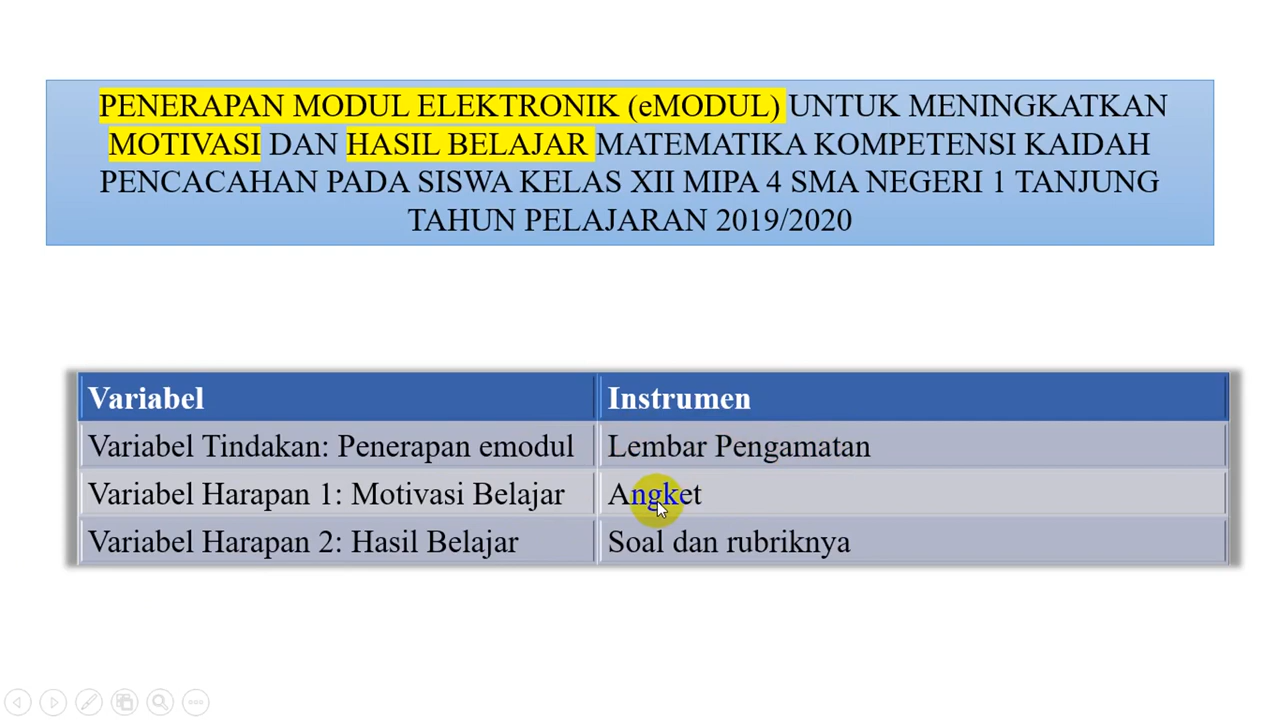 PENERAPAN MODUL ELEKTRONIK (eMODUL) UNTUK MENINGKATKAN
MOTIVASI DAN HASIL BELAJAR MATEMATIKA KOMPETENSI KAIDAH
PENCACAHAN PADA SISWA KELAS XII MIPA 4 SMA NEGERI 1 TANJUNG
TAHUN PELAJARAN 2019/2020
Variabel Instrumen
Variabel Tindakan: Penerapan emodul Lembar Pengamatan
Variabel Harapan 1: Motivasi Belajar Angket
Variabel Harapan 2: Hasil Belajar Soal dan rubriknya